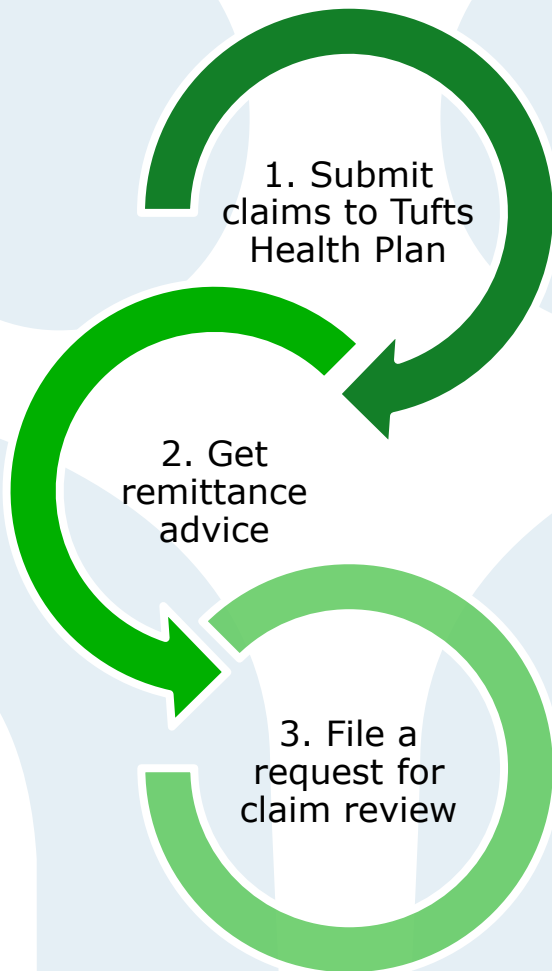 1. Submit
claims to Tufts
Health Plan
2. Get
remittance
advice
3. File a
request for
claim review